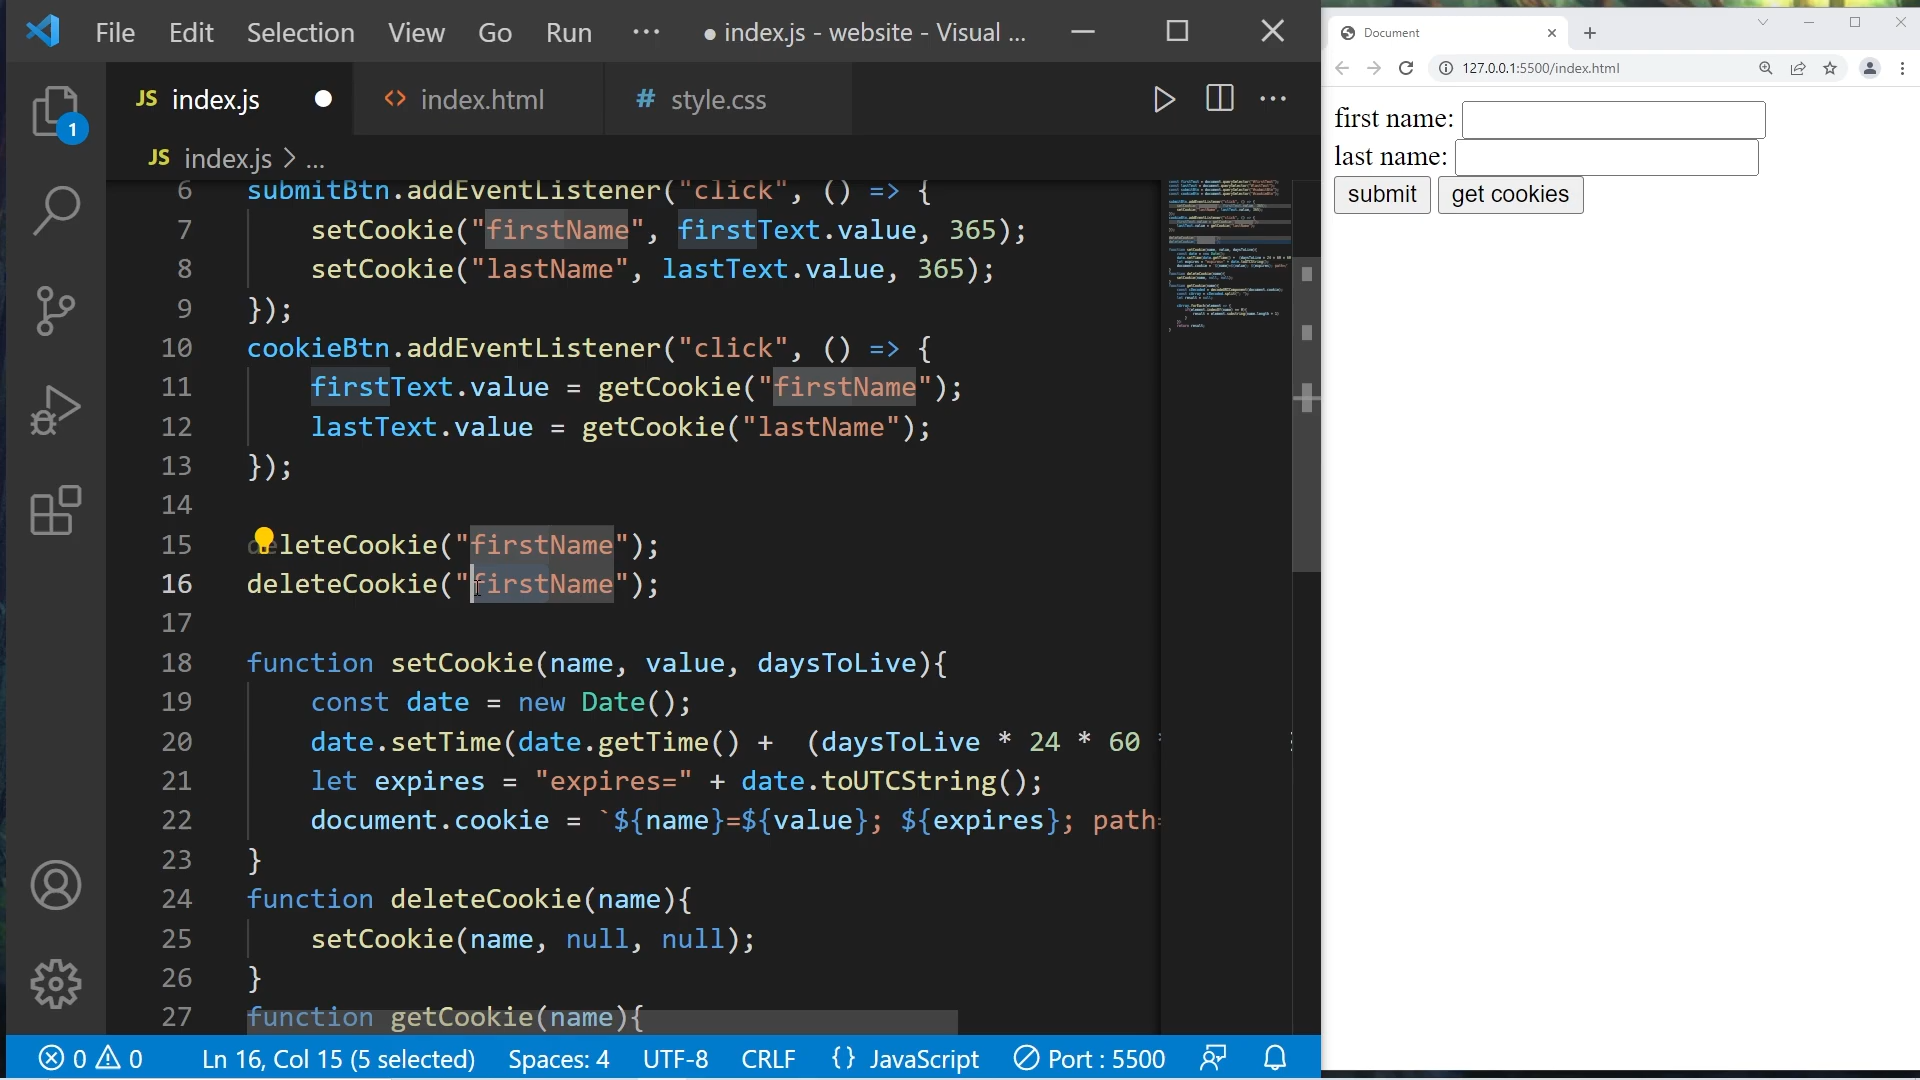 File Edit Selection View Go Run ··· ● index.js - website - Visual ...
JS index.js
<> index.html
# style.css
JS index.js > ...
6 submitBtn.addEventListener("click", () => {
7 setCookie("firstName", firstText.value, 365);
8 setCookie("lastName", lastText.value, 365);
9 });
10 cookieBtn.addEventListener("click", () => {
11 firstText.value = getCookie("firstName");
12 lastText.value = getCookie("lastName");
13 });
14
15 deleteCookie("firstName");
16 deleteCookie("firstName");
17
18 function setCookie(name, value, daysToLive){
19 const date = new Date();
20 date.setTime(date.getTime() + (daysToLive * 24 * 60
21 let expires = "expires=" + date.toUTCString();
22 document.cookie = `${name}=${value}; ${expires}; path=
23 }
24 function deleteCookie(name){
25 setCookie(name, null, null);
26 }
27 function getCookie(name){
1
0 0 Ln 16, Col 15 (5 selected) Spaces: 4 UTF-8 CRLF {} JavaScript Port : 5500
Document
127.0.0.1:5500/index.html
first name:
last name:
submit get cookies